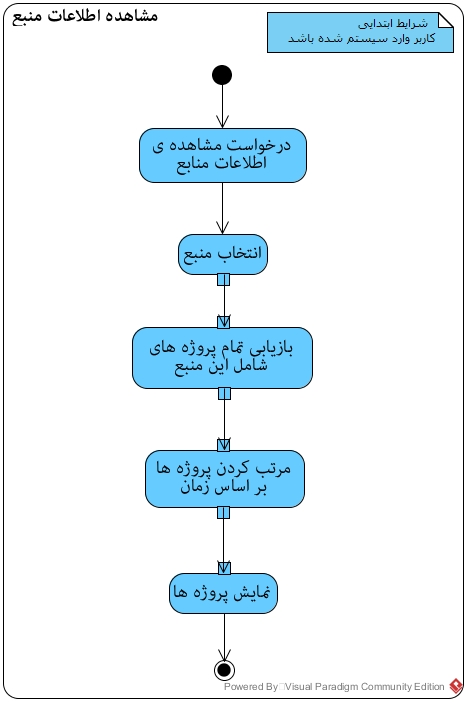 مشاهده اطلاعات منبع
شرایط ابتدایی
کاربر وارد سیستم شده باشد
درخواست مشاهده ی
اطلاعات منابع
انتخاب منبع
بازیابی تمام پروژه های
شامل این منبع
مرتب کردن پروژه ها
بر اساس زمان
نمایش پروژه ها
Powered By Visual Paradigm Community Edition